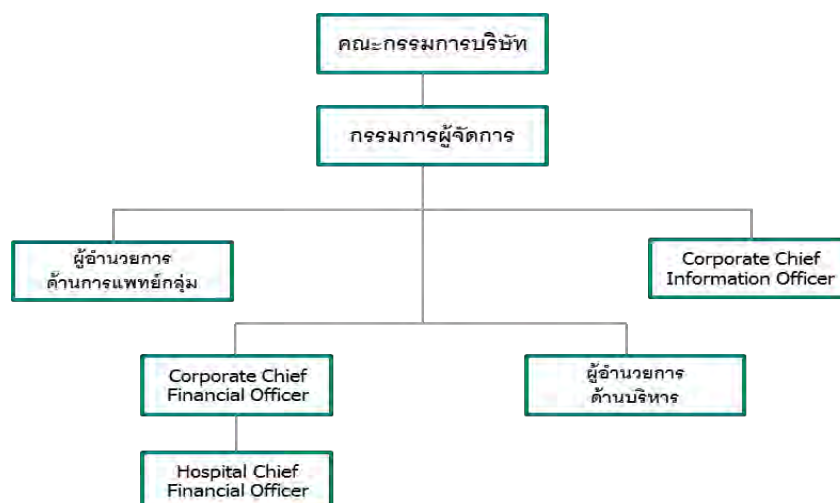 คณะกรรมการบริษัท
กรรมการผู้จัดการ
ผู้อำนวยการ
ด้านการแพทย์กลุ่ม
Corporate Chief
Information Officer
Corporate Chief
Financial Officer
ผู้อำนวยการ
ด้านบริหาร
Hospital Chief
Financial Officer